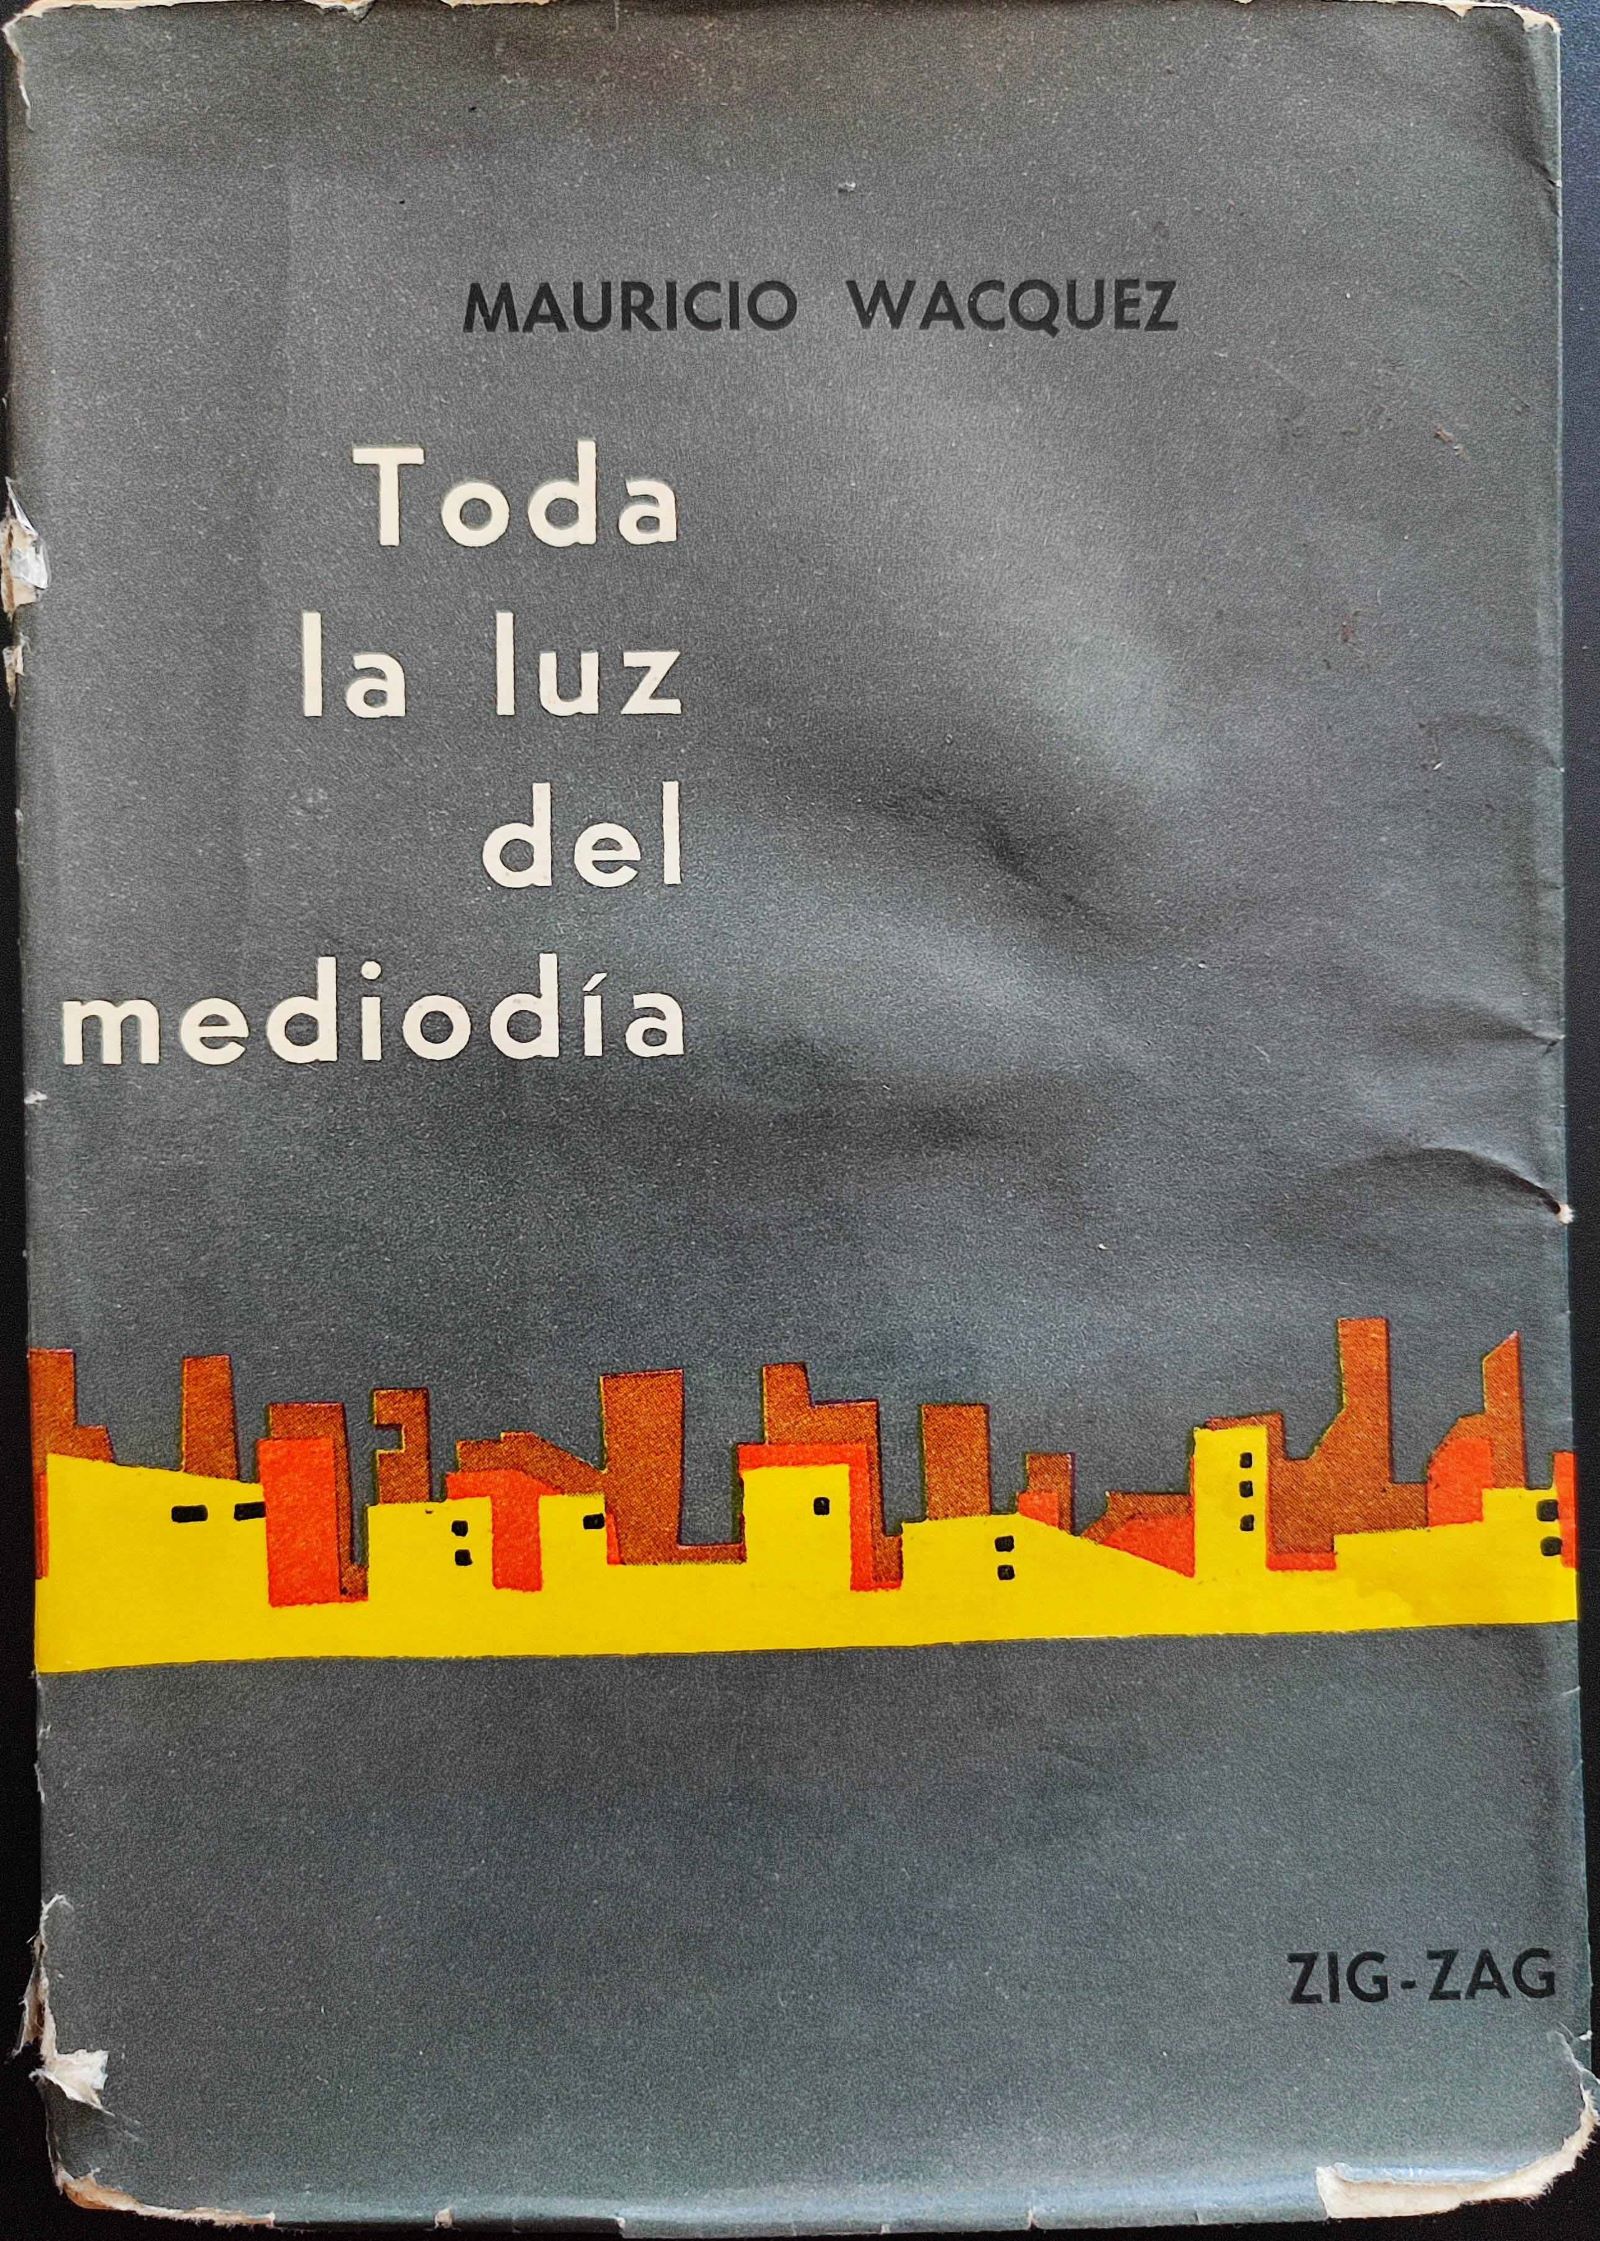 MAURICIO WACQUEZ
Toda
la luz
del
mediodía
ZIG-ZAG